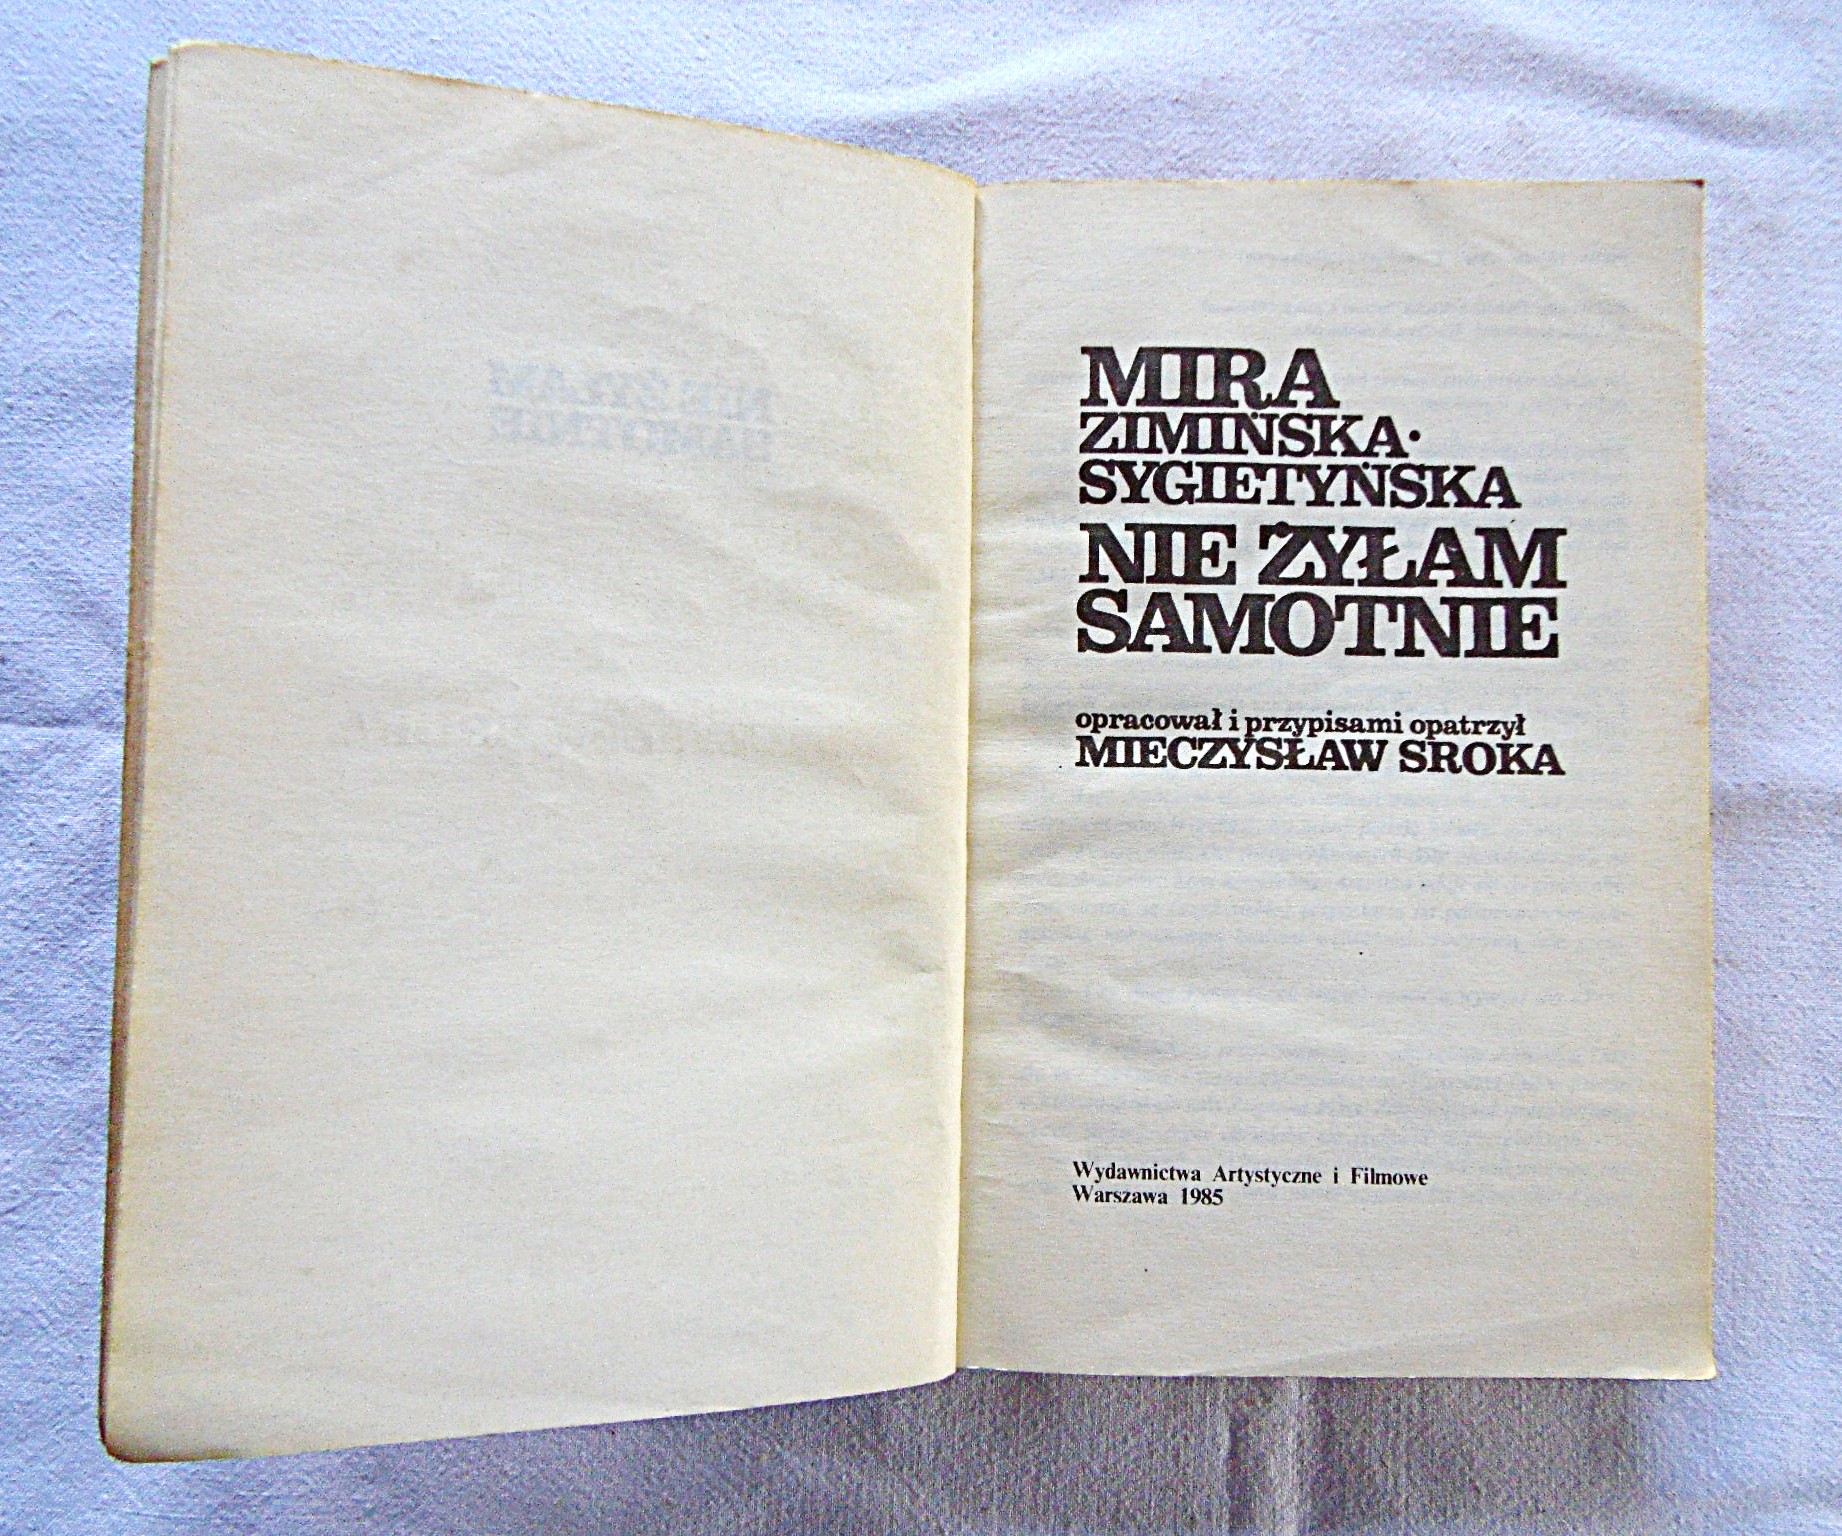 MIRA
ZIMIŃSKA-
SYGIETYŃSKA
NIE ŻYŁAM
SAMOTNIE
opracował i przypisami opatrzył
MIECZYSŁAW SROKA
Wydawnictwa Artystyczne i Filmowe
Warszawa 1985